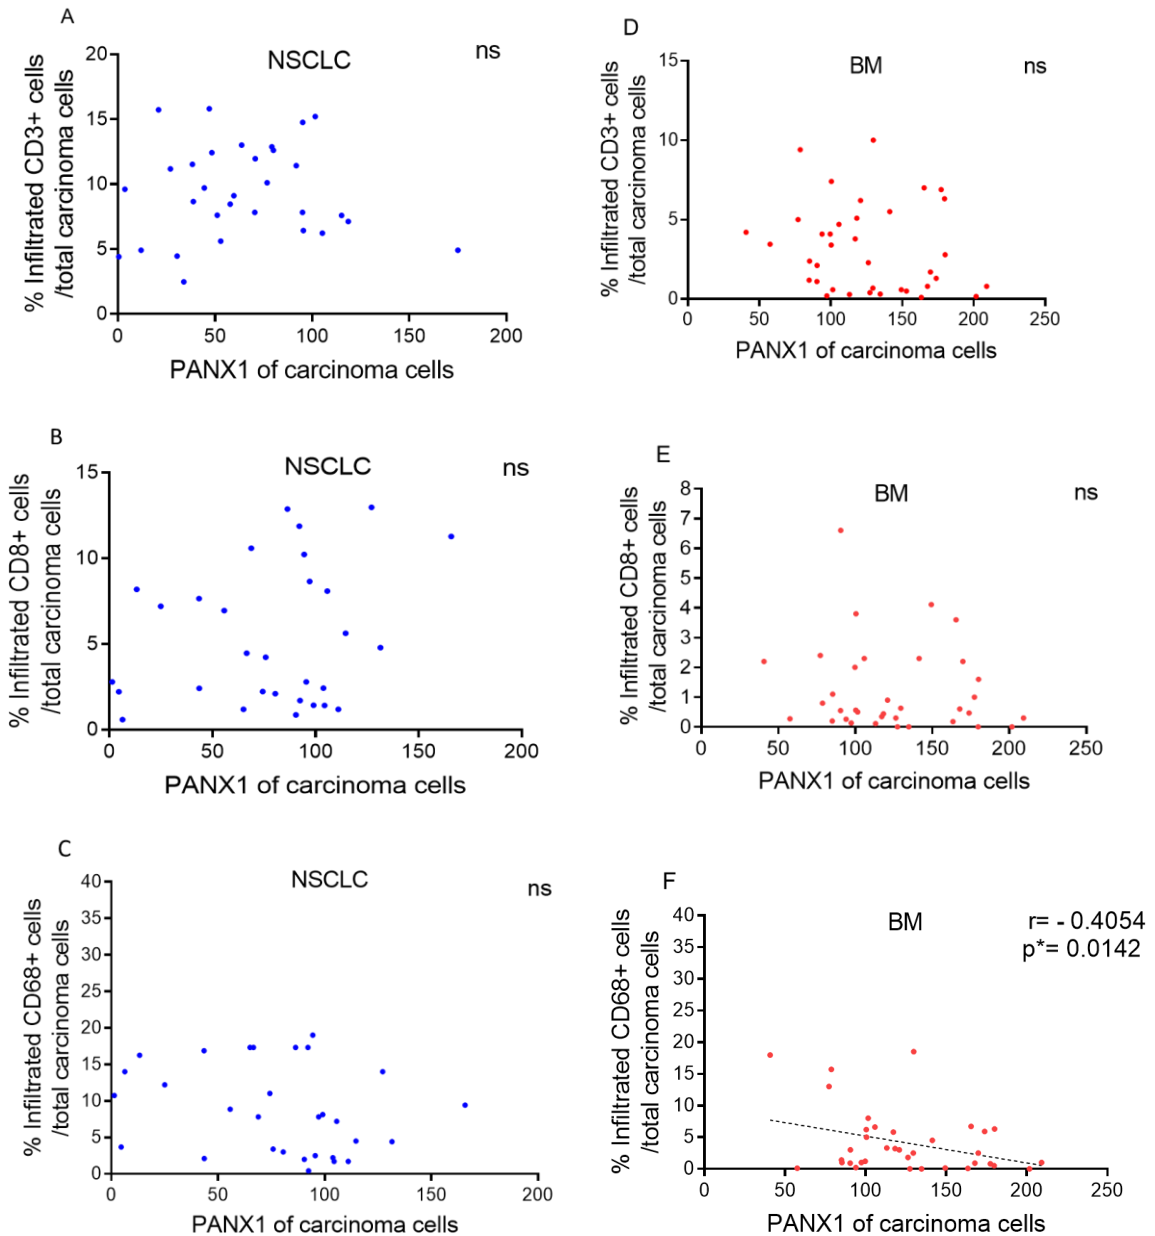 A
NSCLC
ns
% Infiltrated CD3+ cells
/total carcinoma cells
20
15
10
5
0
0 50 100 150 200
PANX1 of carcinoma cells
D
BM
ns
% Infiltrated CD3+ cells
/total carcinoma cells
15
10
5
0
0 50 100 150 200 250
PANX1 of carcinoma cells
B
NSCLC
ns
% Infiltrated CD8+ cells
/total carcinoma cells
15
10
5
0
0 50 100 150 200
PANX1 of carcinoma cells
E
BM
ns
% Infiltrated CD8+ cells
/total carcinoma cells
8
7
6
5
4
3
2
1
0
0 50 100 150 200 250
PANX1 of carcinoma cells
C
NSCLC
ns
% Infiltrated CD68+ cells
/total carcinoma cells
40
35
30
25
20
15
10
5
0
0 50 100 150 200
PANX1 of carcinoma cells
F
BM
r= - 0.4054
p*= 0.0142
% Infiltrated CD68+ cells
/total carcinoma cells
40
35
30
25
20
15
10
5
0
0 50 100 150 200 250
PANX1 of carcinoma cells